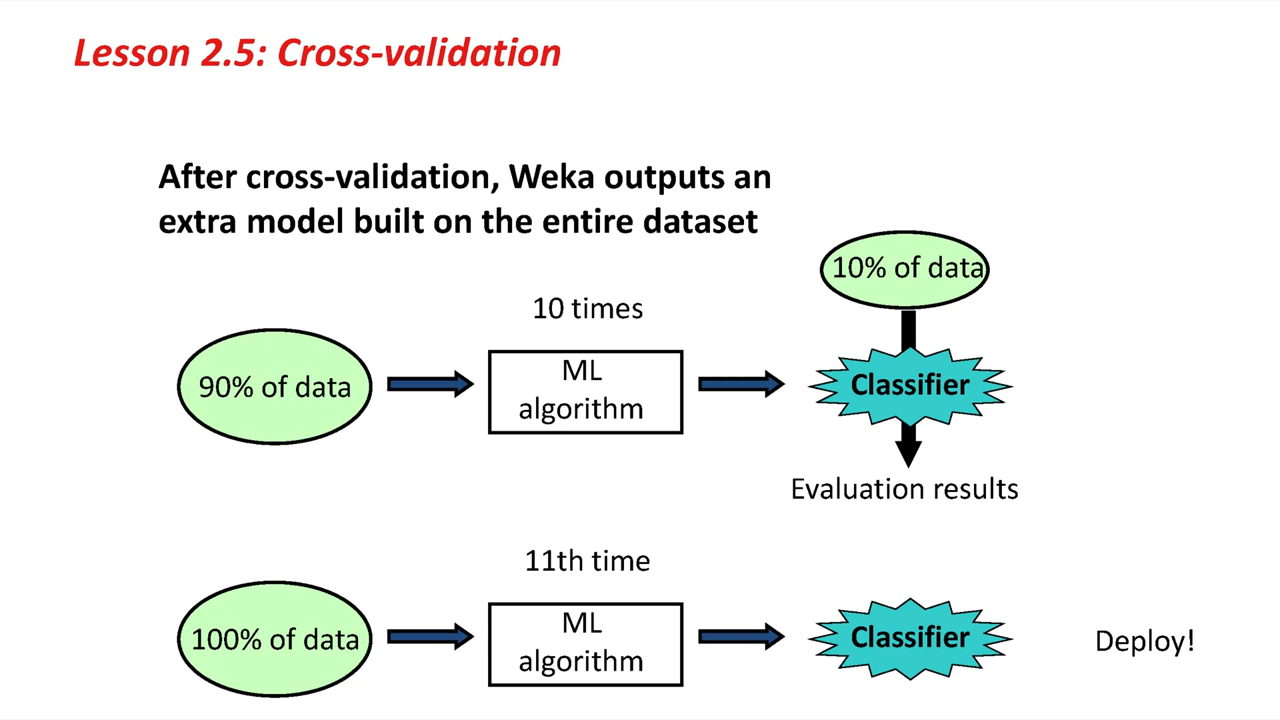 Lesson 2.5: Cross-validation
After cross-validation, Weka outputs an
extra model built on the entire dataset
10% of data
10 times
90% of data
ML
algorithm
Classifier
Evaluation results
11th time
100% of data
ML
algorithm
Classifier
Deploy!